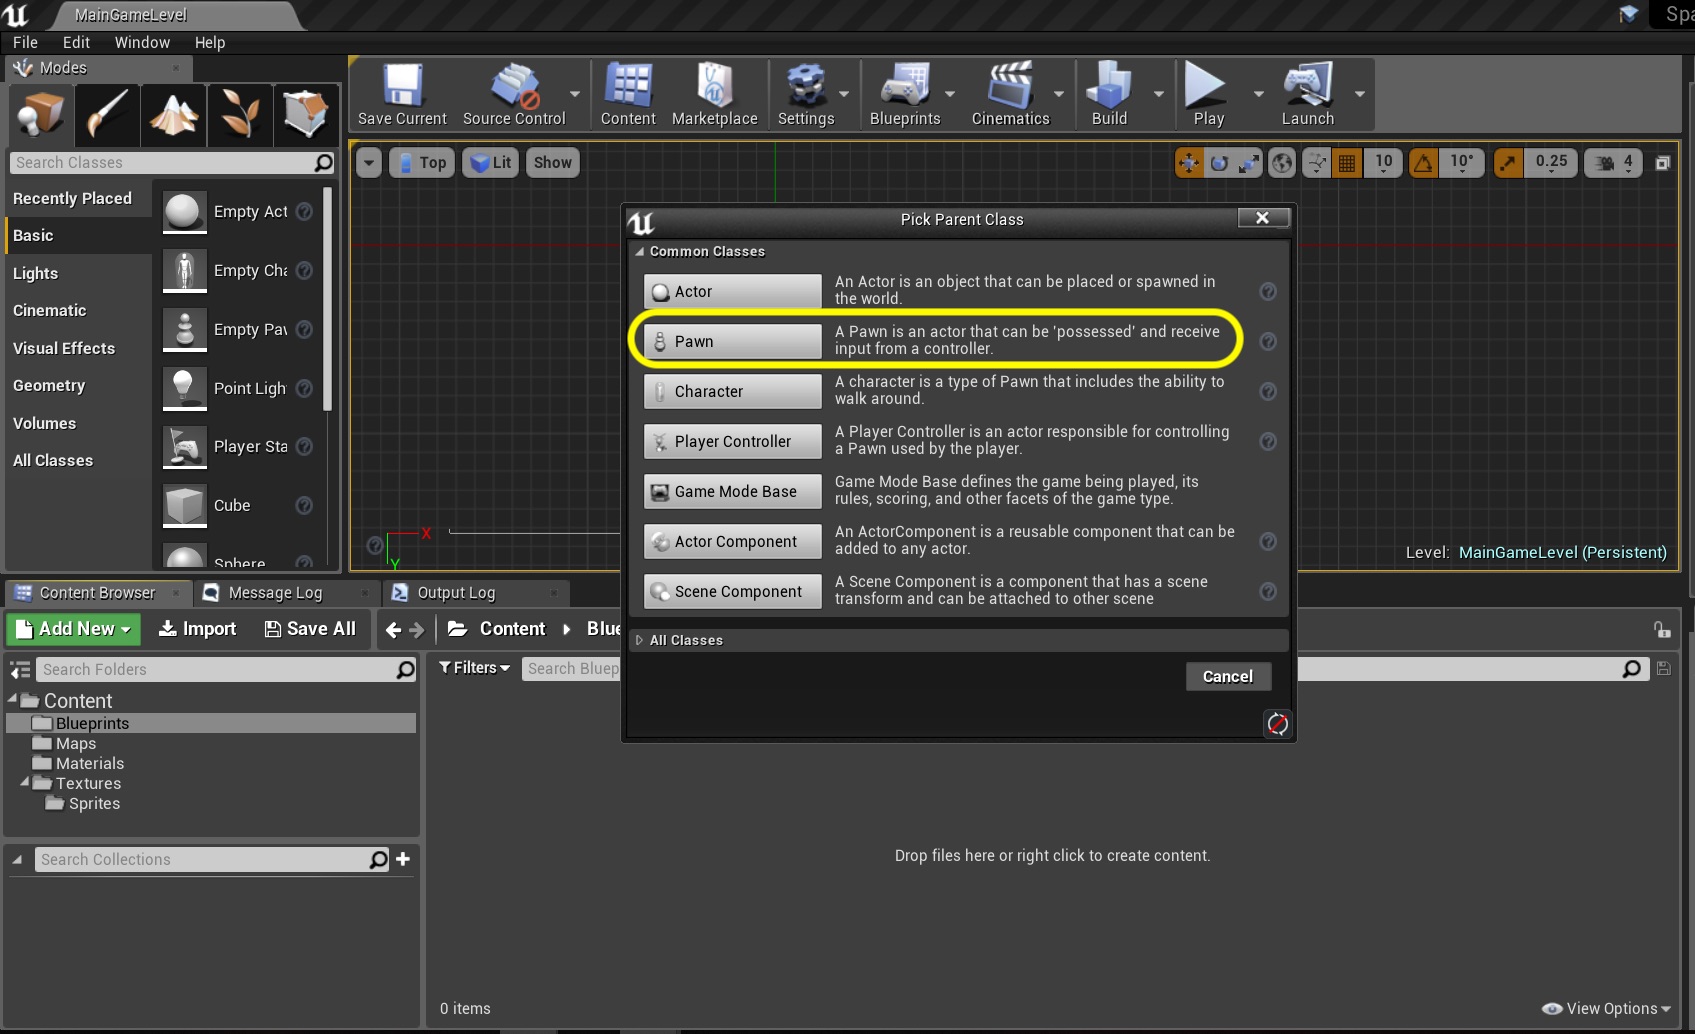 MainGameLevel
Spa
File Edit Window Help
Modes
Save Current Source Control Content Marketplace Settings Blueprints Cinematics Build Play Launch
Search Classes
Top Lit Show
10 10° 0.25 4
Recently Placed
Basic
Lights
Cinematic
Visual Effects
Geometry
Volumes
All Classes
Empty Act
Empty Cha
Empty Paw
Point Ligh
Player Sta
Cube
Sphere
X
Y
Level: MainGameLevel (Persistent)
Pick Parent Class
Common Classes
Actor
An Actor is an object that can be placed or spawned in
the world.
Pawn
A Pawn is an actor that can be 'possessed' and receive
input from a controller.
Character
A character is a type of Pawn that includes the ability to
walk around.
Player Controller
A Player Controller is an actor responsible for controlling
a Pawn used by the player.
Game Mode Base
Game Mode Base defines the game being played, its
rules, scoring, and other facets of the game type.
Actor Component
An ActorComponent is a reusable component that can be
added to any actor.
Scene Component
A Scene Component is a component that has a scene
transform and can be attached to other scene
All Classes
Cancel
Content Browser Message Log Output Log
Add New Import Save All Content Blue
Search Folders
Filters Search Bluep
Content
Blueprints
Maps
Materials
Textures
Sprites
Search Collections
Drop files here or right click to create content.
0 items
View Options